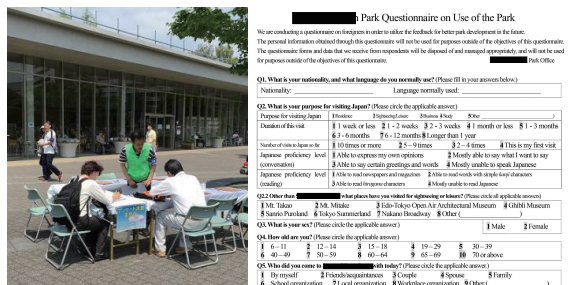 n Park Questionnaire on Use of the Park
We are conducting a questionnaire on foreigners in order to utilize the feedback for better park development in the future.
The personal information obtained through this questionnaire will not be used for purposes outside of the objectives of this questionnaire.
The questionnaire forms and data that we receive from respondents will be disposed of and managed appropriately, and will not be used
for purposes outside of the objectives of this questionnaire.
Park Office
Q1. What is your nationality, and what language do you normally use? (Please fill in your answers below.)
Nationality: Language normally used:
Q2. What is your purpose for visiting Japan? (Please circle the applicable answer.)
Purpose for visiting Japan 1 Residence 2 Sightseeing/Leisure 3 Business 4 Study 5 Other ( )
Duration of this visit 1 1 week or less 2 1 - 2 weeks 3 2 - 3 weeks 4 1 month or less 5 1 - 3 months
6 3 - 6 months 7 6 - 12 months 8 Longer than 1 year
Number of visits to Japan so far 1 10 times or more 2 5 – 9 times 3 2 – 4 times 4 This is my first visit
Japanese proficiency level (conversation) 1 Able to express my own opinions 2 Mostly able to say what I want to say
3 Able to say certain greetings and words 4 Mostly unable to speak Japanese
Japanese proficiency level (reading) 1 Able to read newspapers and magazines 2 Able to read words with simple kanji characters
3 Able to read hiragana characters 4 Mostly unable to read Japanese
Q2.2 Other than what places have you visited for sightseeing or leisure? (Please circle all applicable answers)
1 Mt. Takao 2 Mt. Mitake 3 Edo-Tokyo Open Air Architectural Museum 4 Ghibli Museum
5 Sanrio Puroland 6 Tokyo Summerland 7 Nakano Broadway 8 Other ( )
Q3. What is your sex? (Please circle the applicable answer.) 1 Male 2 Female
Q4. How old are you? (Please circle the applicable answer.)
1 6 – 11 2 12 – 14 3 15 – 18 4 19 – 29 5 30 – 39
6 40 – 49 7 50 – 59 8 60 – 64 9 65 – 69 10 70 or above
Q5. Who did you come to with today? (Please circle the applicable answer.)
1 By myself 2 Friends/acquaintances 3 Couple 4 Spouse 5 Family
6 School organization 7 Local organization 8 Workplace organization 9 Other (